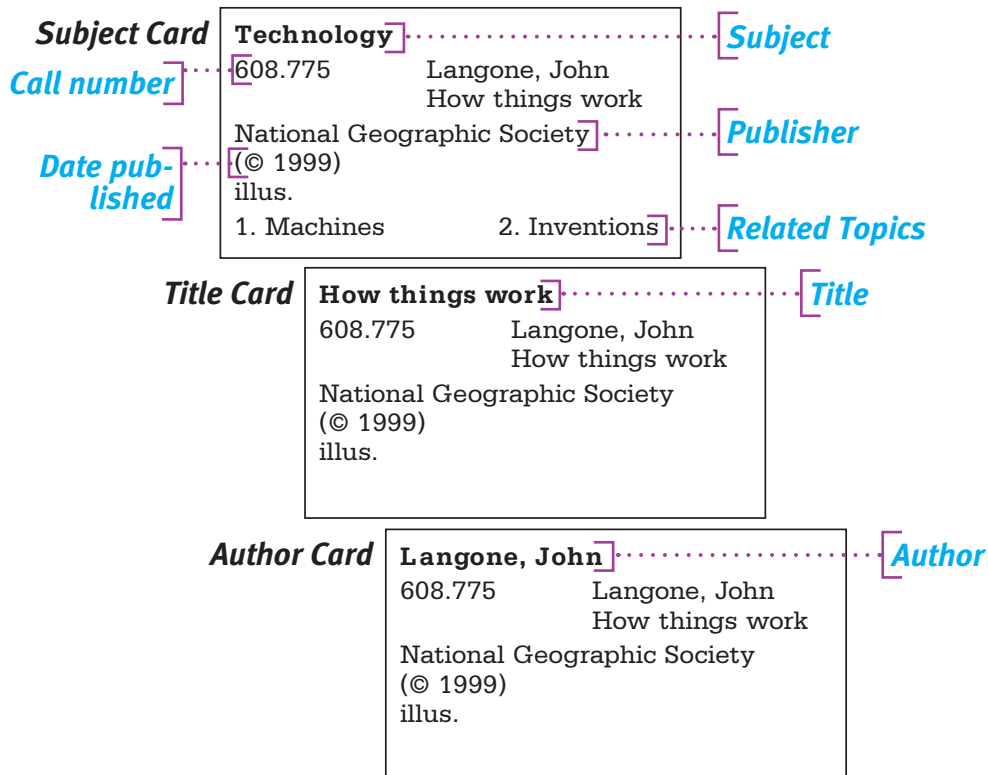 Subject Card
Technology
Subject
Call number
608.775 Langone, John
How things work
National Geographic Society
Publisher
Date pub-
lished
(© 1999)
illus.
1. Machines 2. Inventions
Related Topics
Title Card
How things work
Title
608.775 Langone, John
How things work
National Geographic Society
(© 1999)
illus.
Author Card
Langone, John
Author
608.775 Langone, John
How things work
National Geographic Society
(© 1999)
illus.